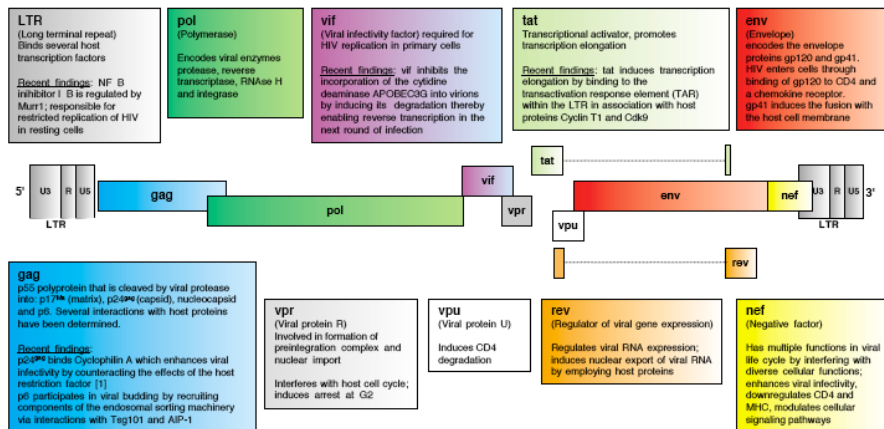 LTR
(Long terminal repeat)
Binds several host
transcription factors
Recent findings: NF B
inhibitor I B is regulated by
Murr1; responsible for
restricted replication of HIV
in resting cells
pol
(Polymerase)
Encodes viral enzymes
protease, reverse
transcriptase, RNAse H
and integrase
vif
(Viral infectivity factor) required for
HIV replication in primary cells
Recent findings: vif inhibits the
incorporation of the cytidine
deaminase APOBEC3G into virions
by inducing its degradation thereby
enabling reverse transcription in the
next round of infection
tat
Transcriptional activator, promotes
transcription elongation
Recent findings: tat induces transcription
elongation by binding to the
transactivation response element (TAR)
within the LTR in association with host
proteins Cyclin T1 and Cdk9
env
(Envelope)
encodes the envelope
proteins gp120 and gp41.
HIV enters cells through
binding of gp120 to CD4 and
a chemokine receptor.
gp41 induces the fusion with
the host cell membrane
5' U3 R U5
LTR
gag
pol
vif
vpr
tat
vpu
env
nef
U3 R U5 3'
LTR
rev
gag
p55 polyprotein that is cleaved by viral protease
into: p17MA (matrix), p24gag (capsid), nucleocapsid
and p6. Several interactions with host proteins
have been determined.
Recent findings:
p24gag binds Cyclophilin A which enhances viral
infectivity by counteracting the effects of the host
restriction factor [1]
p6 participates in viral budding by recruiting
components of the endosomal sorting machinery
via interactions with Tsg101 and AIP-1
vpr
(Viral protein R)
Involved in formation of
preintegration complex and
nuclear import
Interferes with host cell cycle;
induces arrest at G2
vpu
(Viral protein U)
Induces CD4
degradation
rev
(Regulator of viral gene expression)
Regulates viral RNA expression;
induces nuclear export of viral RNA
by employing host proteins
nef
(Negative factor)
Has multiple functions in viral
life cycle by interfering with
diverse cellular functions;
enhances viral infectivity,
downregulates CD4 and
MHC, modulates cellular
signaling pathways